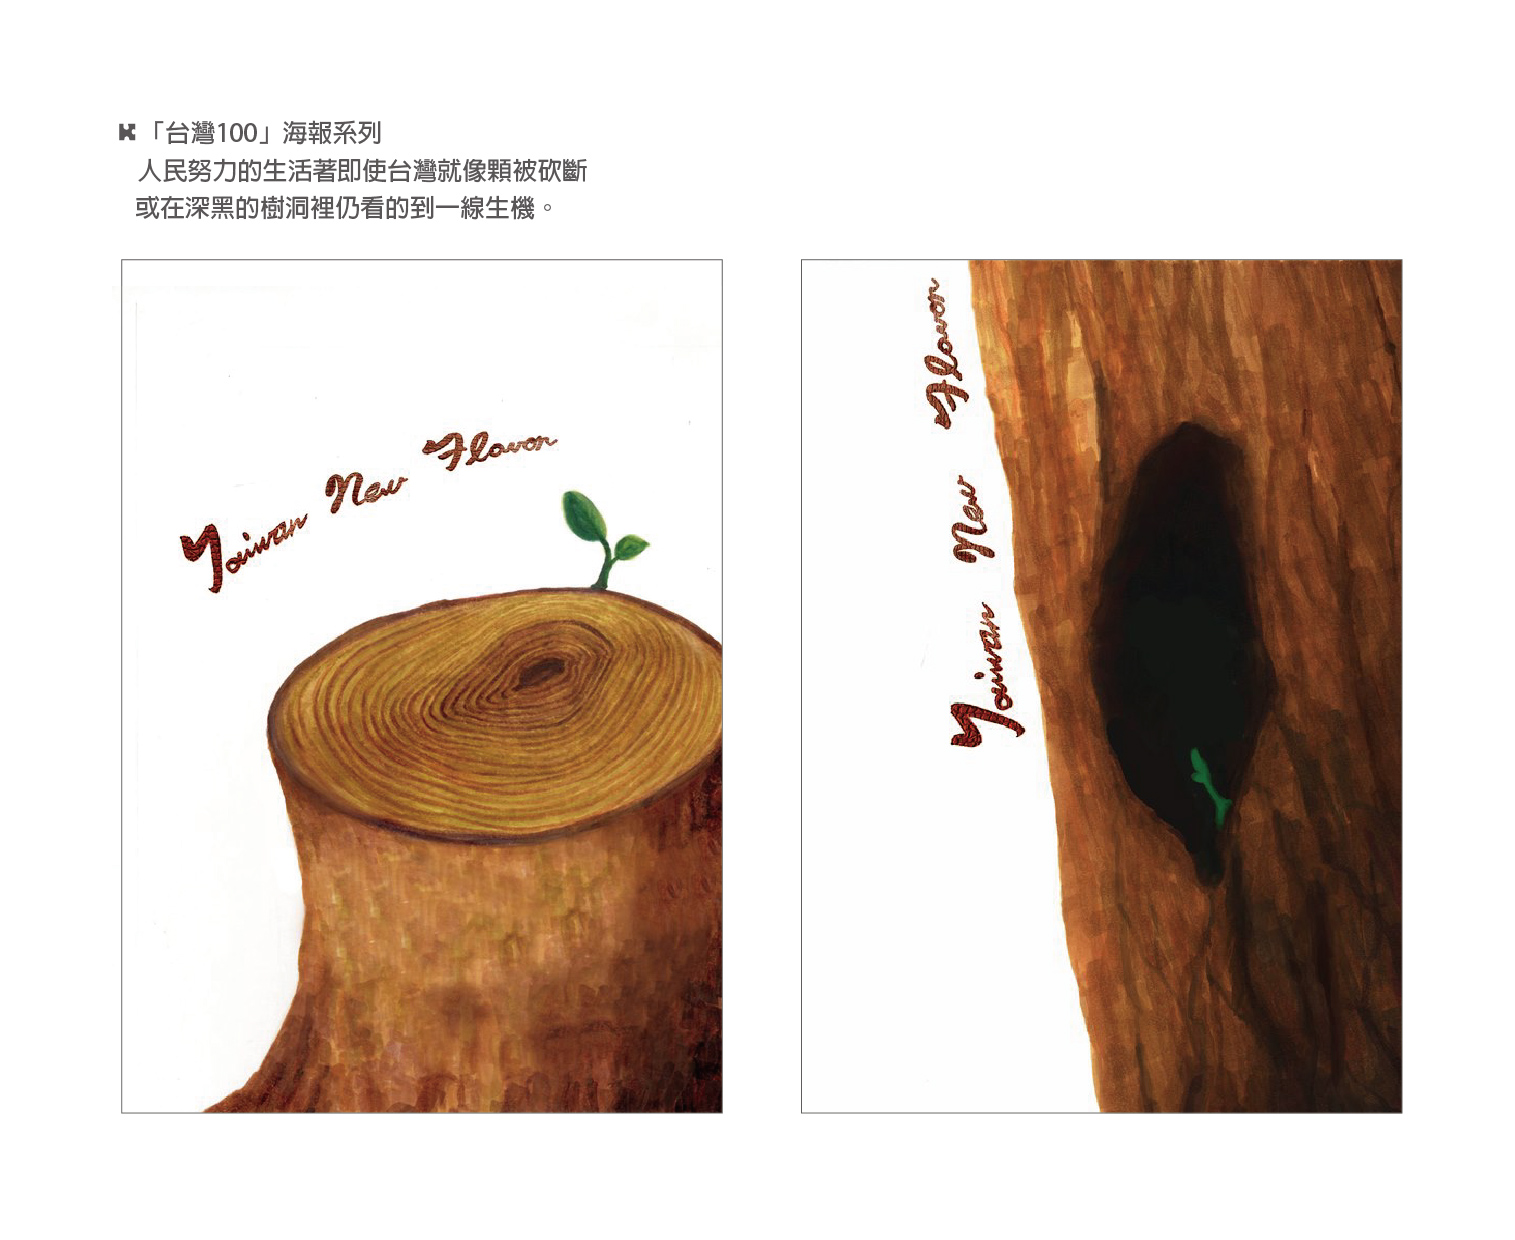 「台灣100」海報系列
人民努力的生活著即使台灣就像顆被砍斷
或在深黑的樹洞裡仍看的到一線生機。
Taiwan New Flavor
Taiwan New Flavor